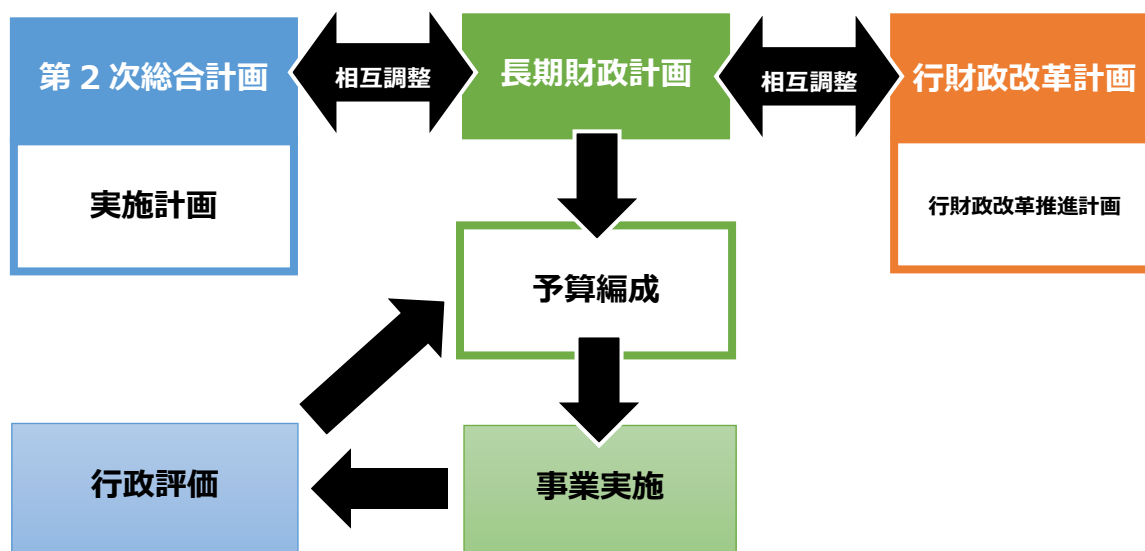 第2次総合計画
相互調整
長期財政計画
相互調整
行財政改革計画
実施計画
行財政改革推進計画
予算編成
行政評価
事業実施